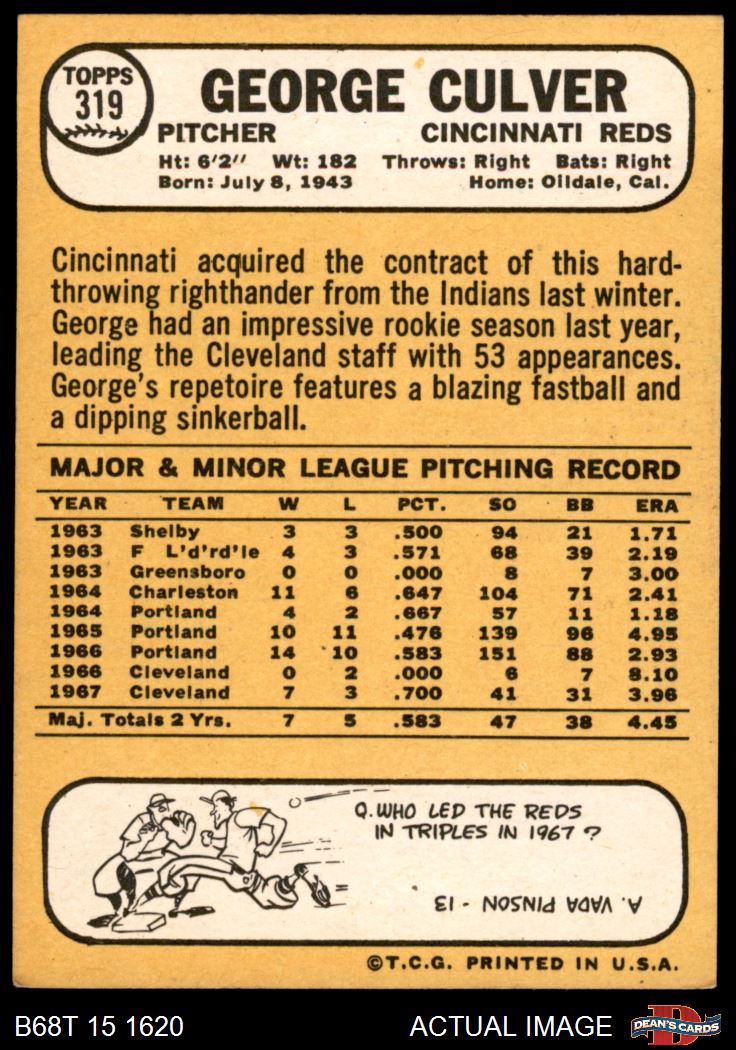 TOPPS
319
GEORGE CULVER
PITCHER CINCINNATI REDS
Ht: 6'2" Wt: 182 Throws: Right Bats: Right
Born: July 8, 1943 Home: Oildale, Cal.
Cincinnati acquired the contract of this hard-
throwing righthander from the Indians last winter.
George had an impressive rookie season last year,
leading the Cleveland staff with 53 appearances.
George's repetoire features a blazing fastball and
a dipping sinkerball.
MAJOR & MINOR LEAGUE PITCHING RECORD
YEAR TEAM W L PCT. SO BB ERA
1963 Shelby 3 3 .500 94 21 1.71
1963 F L'd'rd'le 4 3 .571 68 39 2.19
1963 Greensboro 0 0 .000 8 7 3.00
1964 Charleston 11 6 .647 104 71 2.41
1964 Portland 4 2 .667 57 11 1.18
1965 Portland 10 11 .476 139 96 4.95
1966 Portland 14 10 .583 151 88 2.93
1966 Cleveland 0 2 .000 6 7 8.10
1967 Cleveland 7 3 .700 41 31 3.96
Maj. Totals 2 Yrs. 7 5 .583 47 38 4.45
Q. WHO LED THE REDS
IN TRIPLES IN 1967 ?
A. VADA PINSON - 13
©T.C.G. PRINTED IN U.S.A.
B68T 15 1620 ACTUAL IMAGE
DEAN'S CARDS